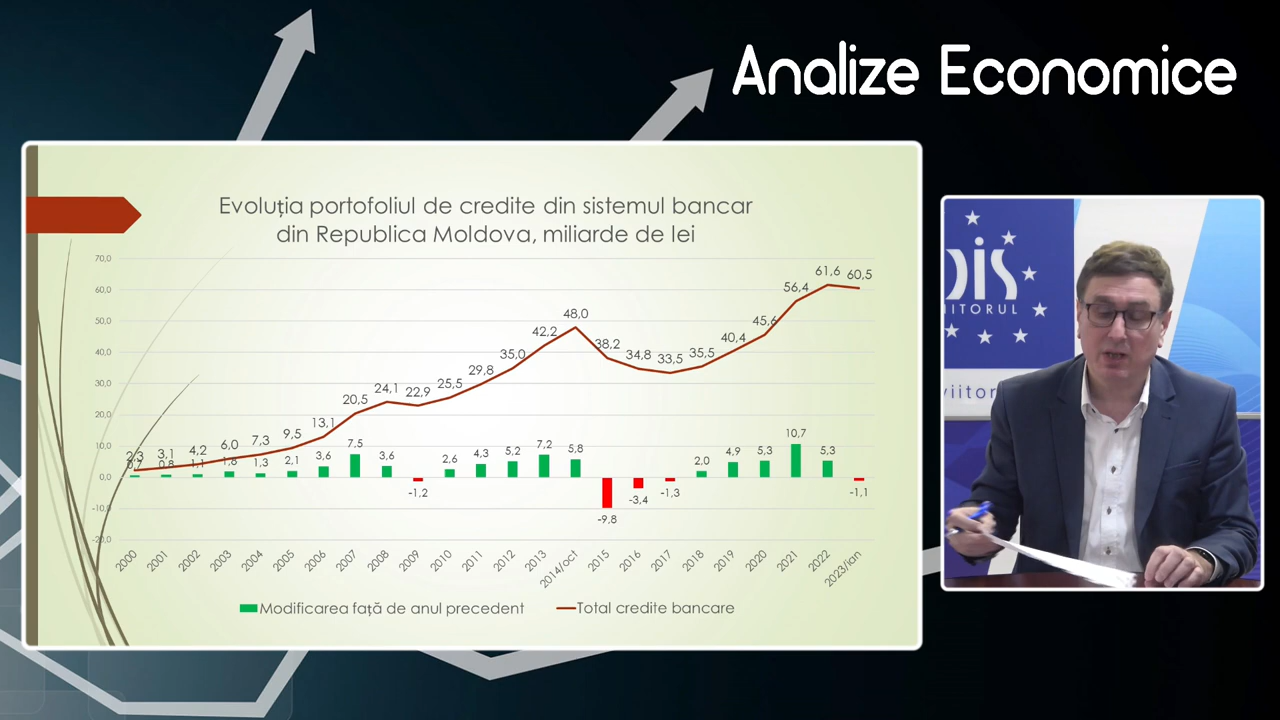 Analize Economice
Evoluția portofoliul de credite din sistemul bancar
din Republica Moldova, miliarde de lei
70,0
60,0
50,0
40,0
30,0
20,0
10,0
0,0
-10,0
-20,0
2,3 3,1 4,2 6,0 7,3 9,5 13,1 20,5 24,1 22,9 25,5 29,8 35,0 42,2 48,0 38,2 34,8 33,5 35,5 40,4 45,6 56,4 61,6 60,5
0,7 0,8 1,1 1,8 1,3 2,1 3,6 7,5 3,6 -1,2 2,6 4,3 5,2 7,2 5,8 -9,8 -3,4 -1,3 2,0 4,9 5,3 10,7 5,3 -1,1
2000 2001 2002 2003 2004 2005 2006 2007 2008 2009 2010 2011 2012 2013 2014/oct 2015 2016 2017 2018 2019 2020 2021 2022 2023/ian
Modificarea față de anul precedent Total credite bancare
DIS
VIITORUL
viitor